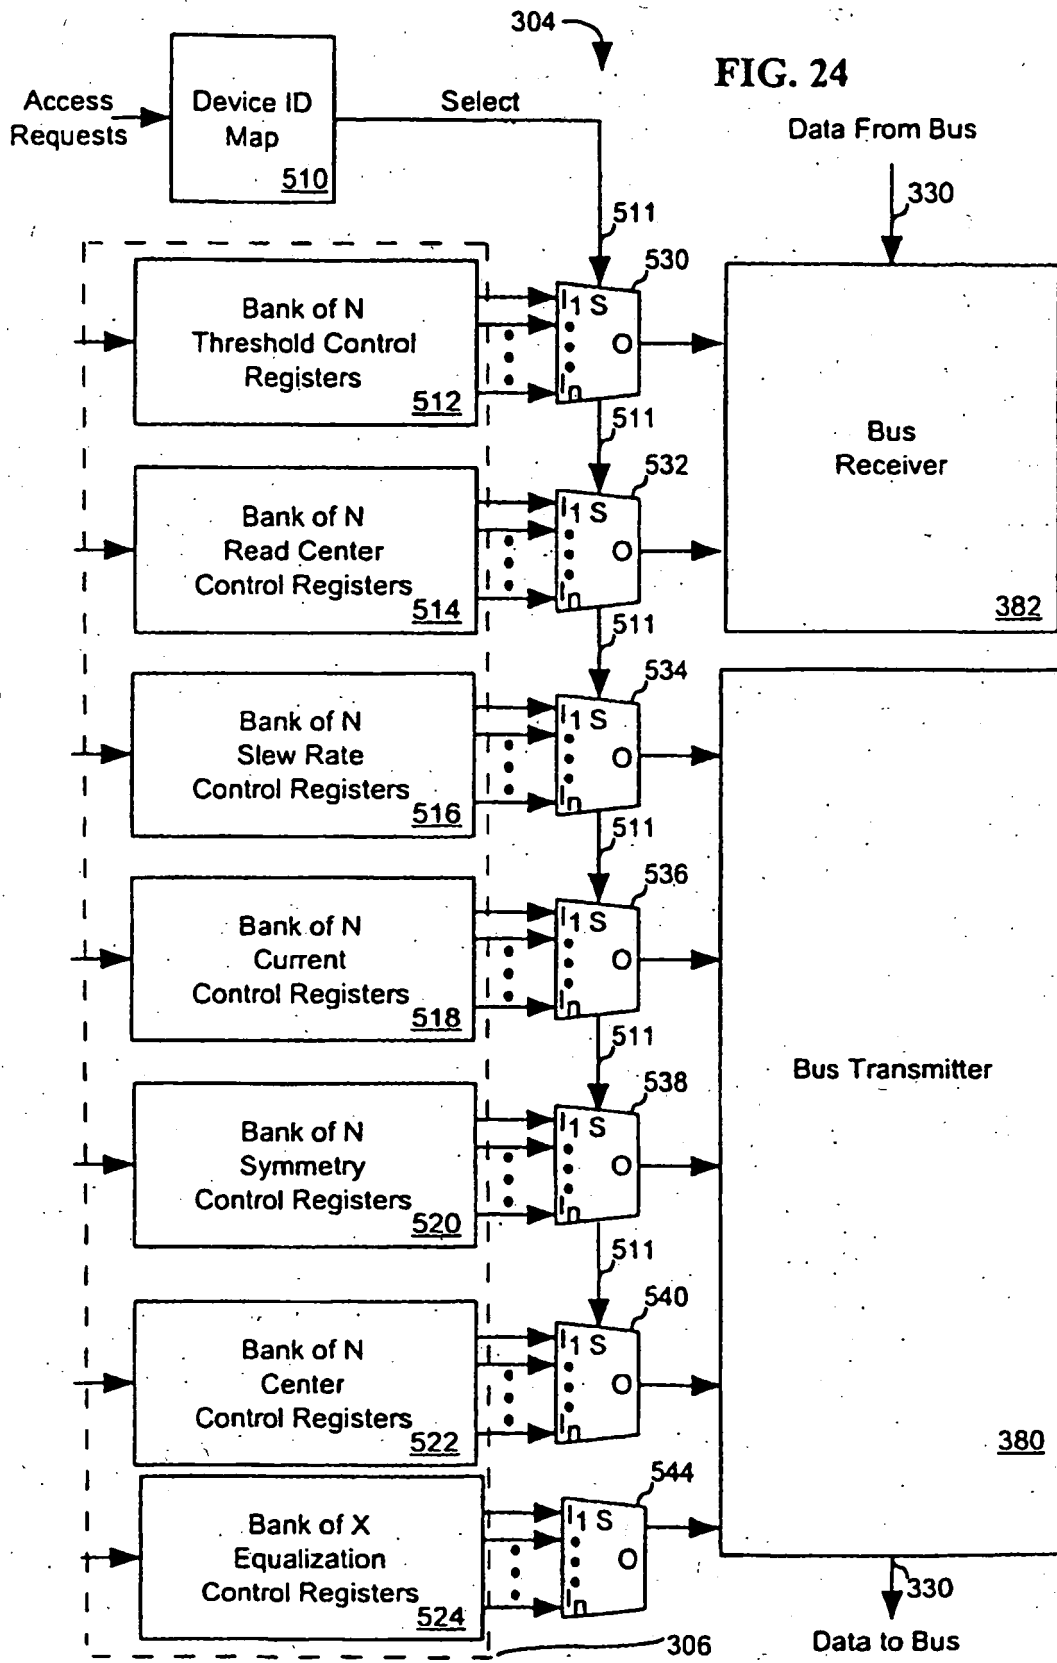 304
FIG. 24
Access
Requests
Device ID
Map
510
Select
Data From Bus
330
511
530
Bank of N
Threshold Control
Registers
512
I1 S
O
In
511
Bus
Receiver
382
532
Bank of N
Read Center
Control Registers
514
I1 S
O
In
511
534
Bank of N
Slew Rate
Control Registers
516
I1 S
O
In
511
536
Bank of N
Current
Control Registers
518
I1 S
O
In
511
Bus Transmitter
380
538
Bank of N
Symmetry
Control Registers
520
I1 S
O
In
511
540
Bank of N
Center
Control Registers
522
I1 S
O
In
544
Bank of X
Equalization
Control Registers
524
I1 S
O
In
306
330
Data to Bus